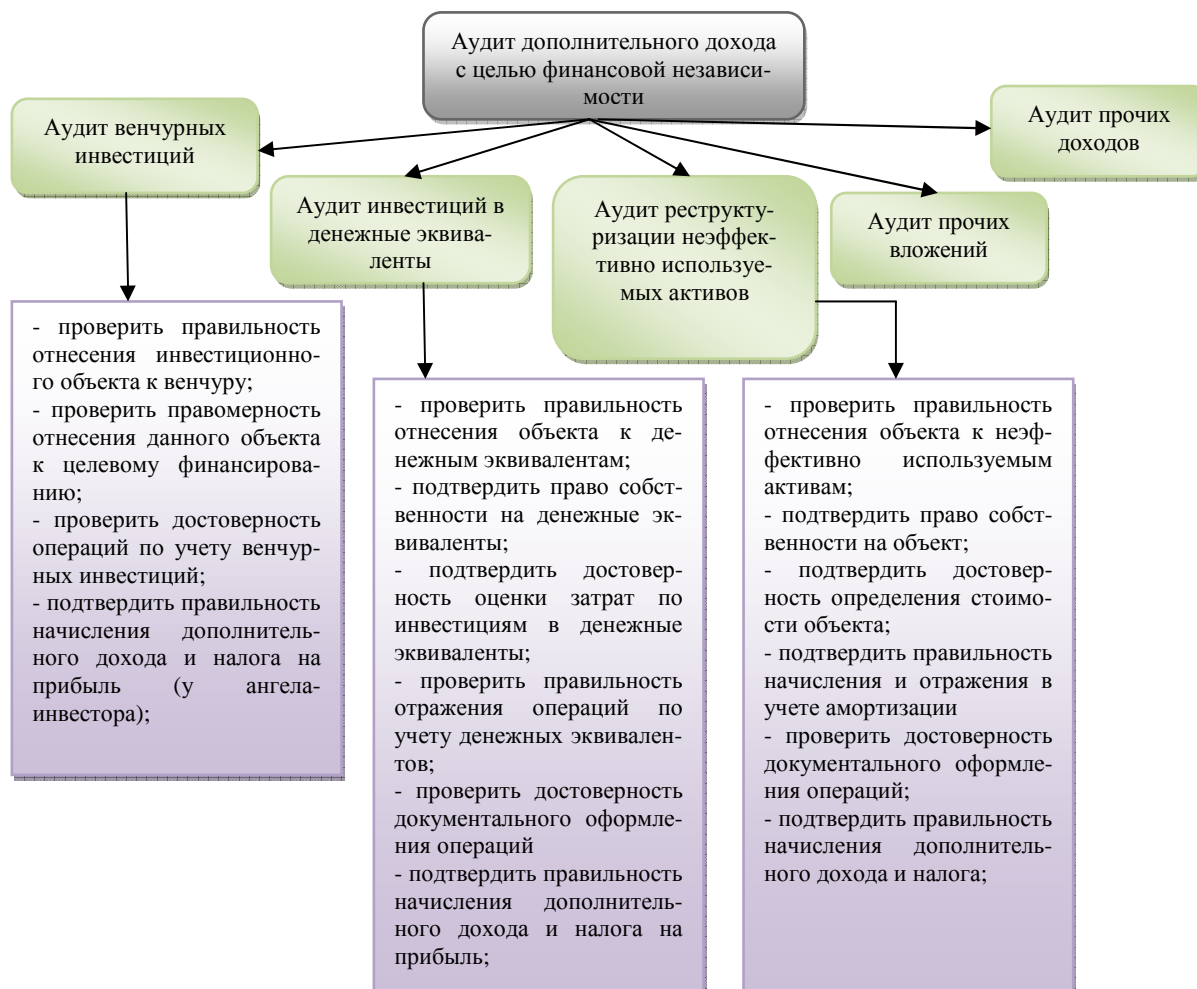 Аудит дополнительного дохода
с целью финансовой независи-
мости
Аудит венчурных
инвестиций
Аудит инвестиций в
денежные эквива-
ленты
Аудит реструкту-
ризации неэффек-
тивно используе-
мых активов
Аудит прочих
вложений
Аудит прочих
доходов
- проверить правильность
отнесения инвестиционно-
го объекта к венчуру;
- проверить правомерность
отнесения данного объекта
к целевому финансирова-
нию;
- проверить достоверность
операций по учету венчур-
ных инвестиций;
- подтвердить правильность
начисления дополнитель-
ного дохода и налога на
прибыль (у ангела-
инвестора);
- проверить правильность
отнесения объекта к де-
нежным эквивалентам;
- подтвердить право собст-
венности на денежные эк-
виваленты;
- подтвердить достовер-
ность оценки затрат по
инвестициям в денежные
эквиваленты;
- проверить правильность
отражения операций по
учету денежных эквивален-
тов;
- проверить достоверность
документального оформле-
ния операций
- подтвердить правильность
начисления дополнитель-
ного дохода и налога на
прибыль;
- проверить правильность
отнесения объекта к неэф-
фективно используемым
активам;
- подтвердить право собст-
венности на объект;
- подтвердить достовер-
ность определения стоимо-
сти объекта;
- подтвердить правильность
начисления и отражения в
учете амортизации
- проверить достоверность
документального оформле-
ния операций;
- подтвердить правильность
начисления дополнитель-
ного дохода и налога;